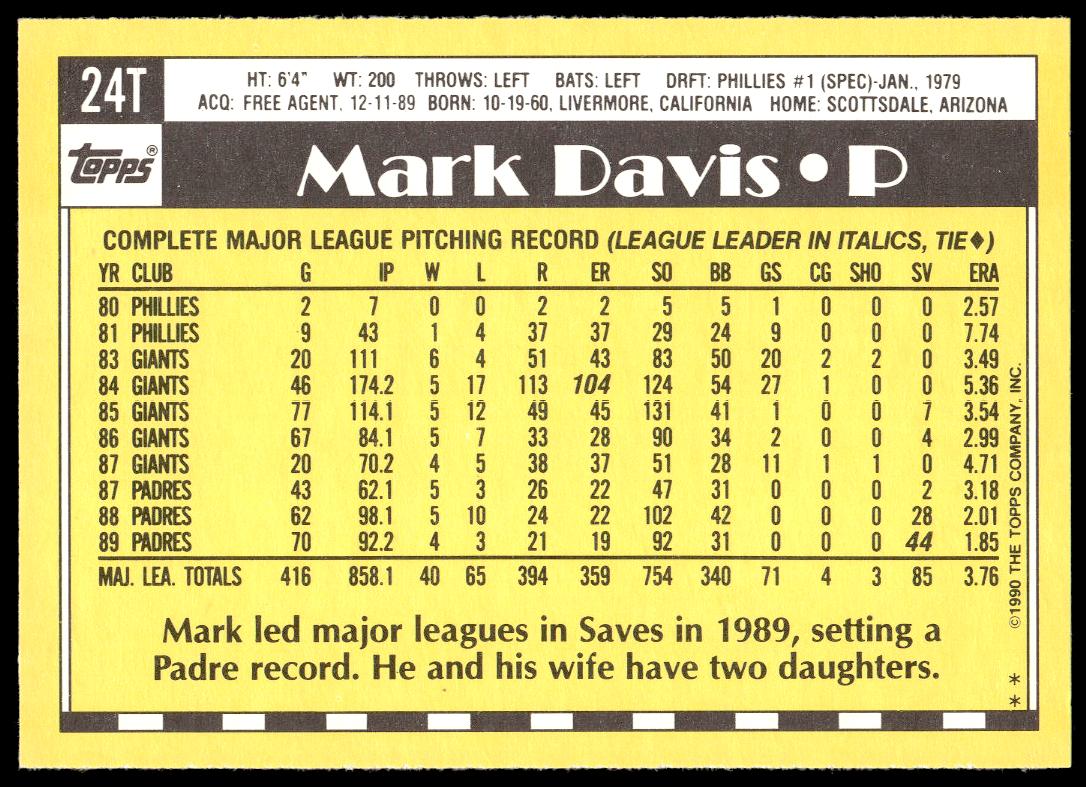 24T
HT: 6'4" WT: 200 THROWS: LEFT BATS: LEFT DRFT: PHILLIES #1 (SPEC)-JAN., 1979
ACQ: FREE AGENT, 12-11-89 BORN: 10-19-60, LIVERMORE, CALIFORNIA HOME: SCOTTSDALE, ARIZONA
topps®
Mark Davis • P
COMPLETE MAJOR LEAGUE PITCHING RECORD (LEAGUE LEADER IN ITALICS, TIE♦)
YR CLUB G IP W L R ER SO BB GS CG SHO SV ERA
80 PHILLIES 2 7 0 0 2 2 5 5 1 0 0 0 2.57
81 PHILLIES 9 43 1 4 37 37 29 24 9 0 0 0 7.74
83 GIANTS 20 111 6 4 51 43 83 50 20 2 2 0 3.49
84 GIANTS 46 174.2 5 17 113 104 124 54 27 1 0 0 5.36
85 GIANTS 77 114.1 5 12 49 45 131 41 1 0 0 7 3.54
86 GIANTS 67 84.1 5 7 33 28 90 34 2 0 0 4 2.99
87 GIANTS 20 70.2 4 5 38 37 51 28 11 1 1 0 4.71
87 PADRES 43 62.1 5 3 26 22 47 31 0 0 0 2 3.18
88 PADRES 62 98.1 5 10 24 22 102 42 0 0 0 28 2.01
89 PADRES 70 92.2 4 3 21 19 92 31 0 0 0 44 1.85
MAJ. LEA. TOTALS 416 858.1 40 65 394 359 754 340 71 4 3 85 3.76
Mark led major leagues in Saves in 1989, setting a
Padre record. He and his wife have two daughters.
©1990 THE TOPPS COMPANY, INC.
* *